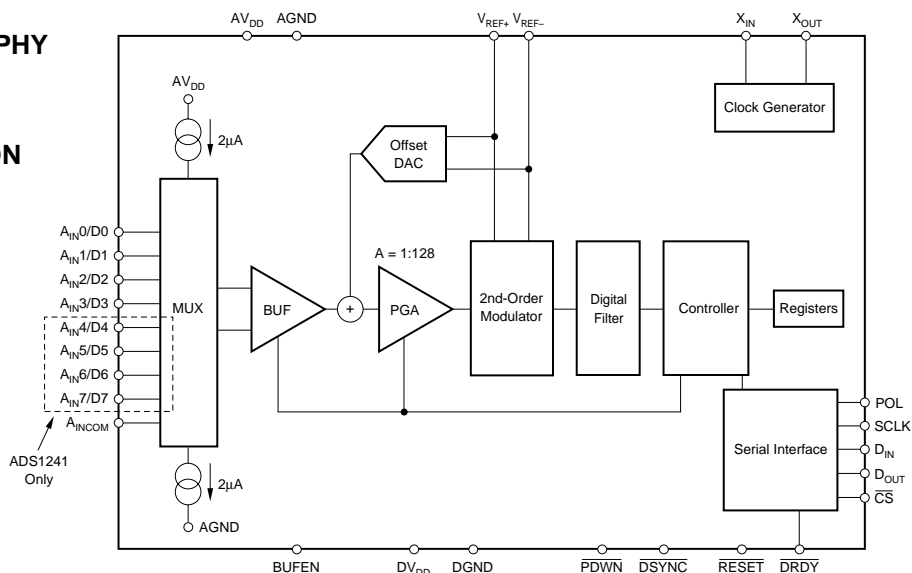 PHY
ON
AVDD AGND VREF+ VREF– XIN XOUT
AVDD
2μA
Offset
DAC
Clock Generator
AIN0/D0
AIN1/D1
AIN2/D2
AIN3/D3
AIN4/D4
AIN5/D5
AIN6/D6
AIN7/D7
AINCOM
ADS1241
Only
MUX
BUF
+
A = 1:128
PGA
2nd-Order
Modulator
Digital
Filter
Controller
Registers
Serial Interface
POL
SCLK
DIN
DOUT
CS
2μA
AGND
BUFEN DVDD DGND PDWN DSYNC RESET DRDY